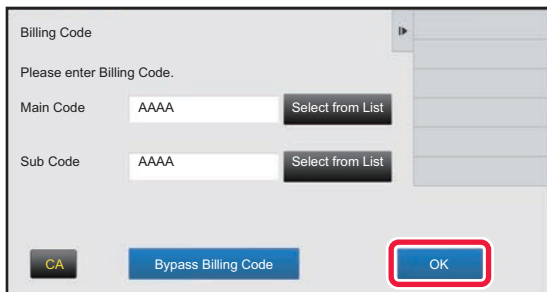 Billing Code
Please enter Billing Code.
Main Code AAAA Select from List
Sub Code AAAA Select from List
CA Bypass Billing Code OK